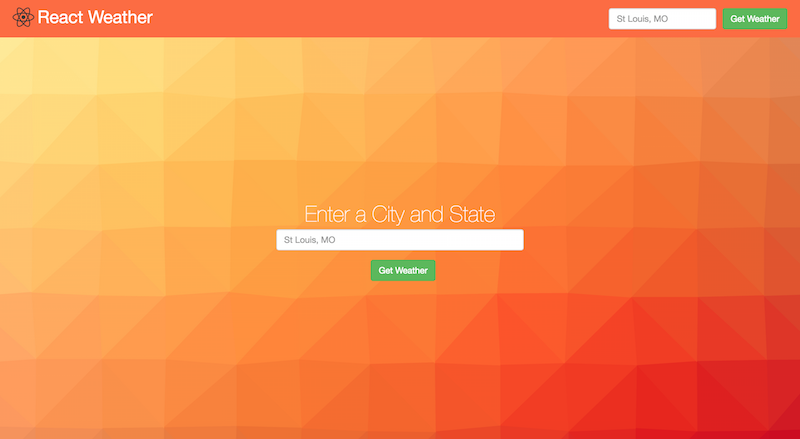 React Weather
St Louis, MO
Get Weather
Enter a City and State
St Louis, MO
Get Weather